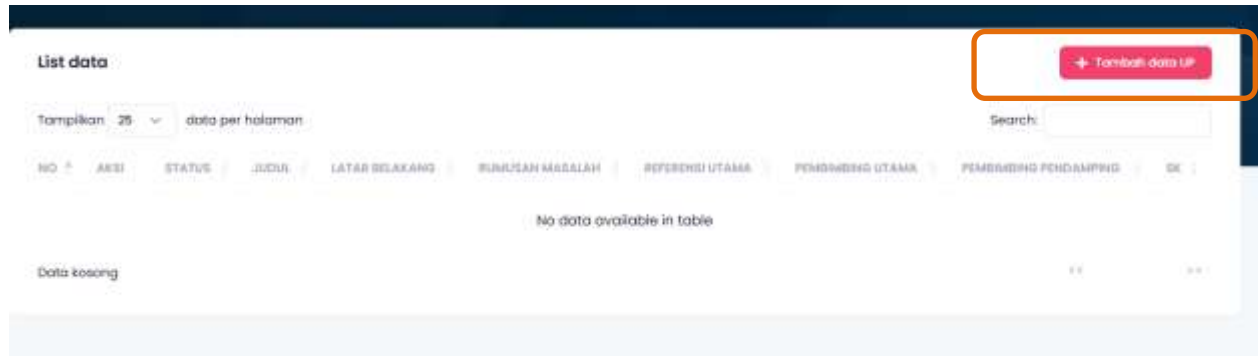 List data
+ Tambah data UP
Tampilkan 25 data per halaman
Search:
NO AKSI STATUS JUDUL LATAR BELAKANG RUMUSAN MASALAH REFERENSI UTAMA PEMBIMBING UTAMA PEMBIMBING PENDAMPING SK
No data available in table
Data kosong